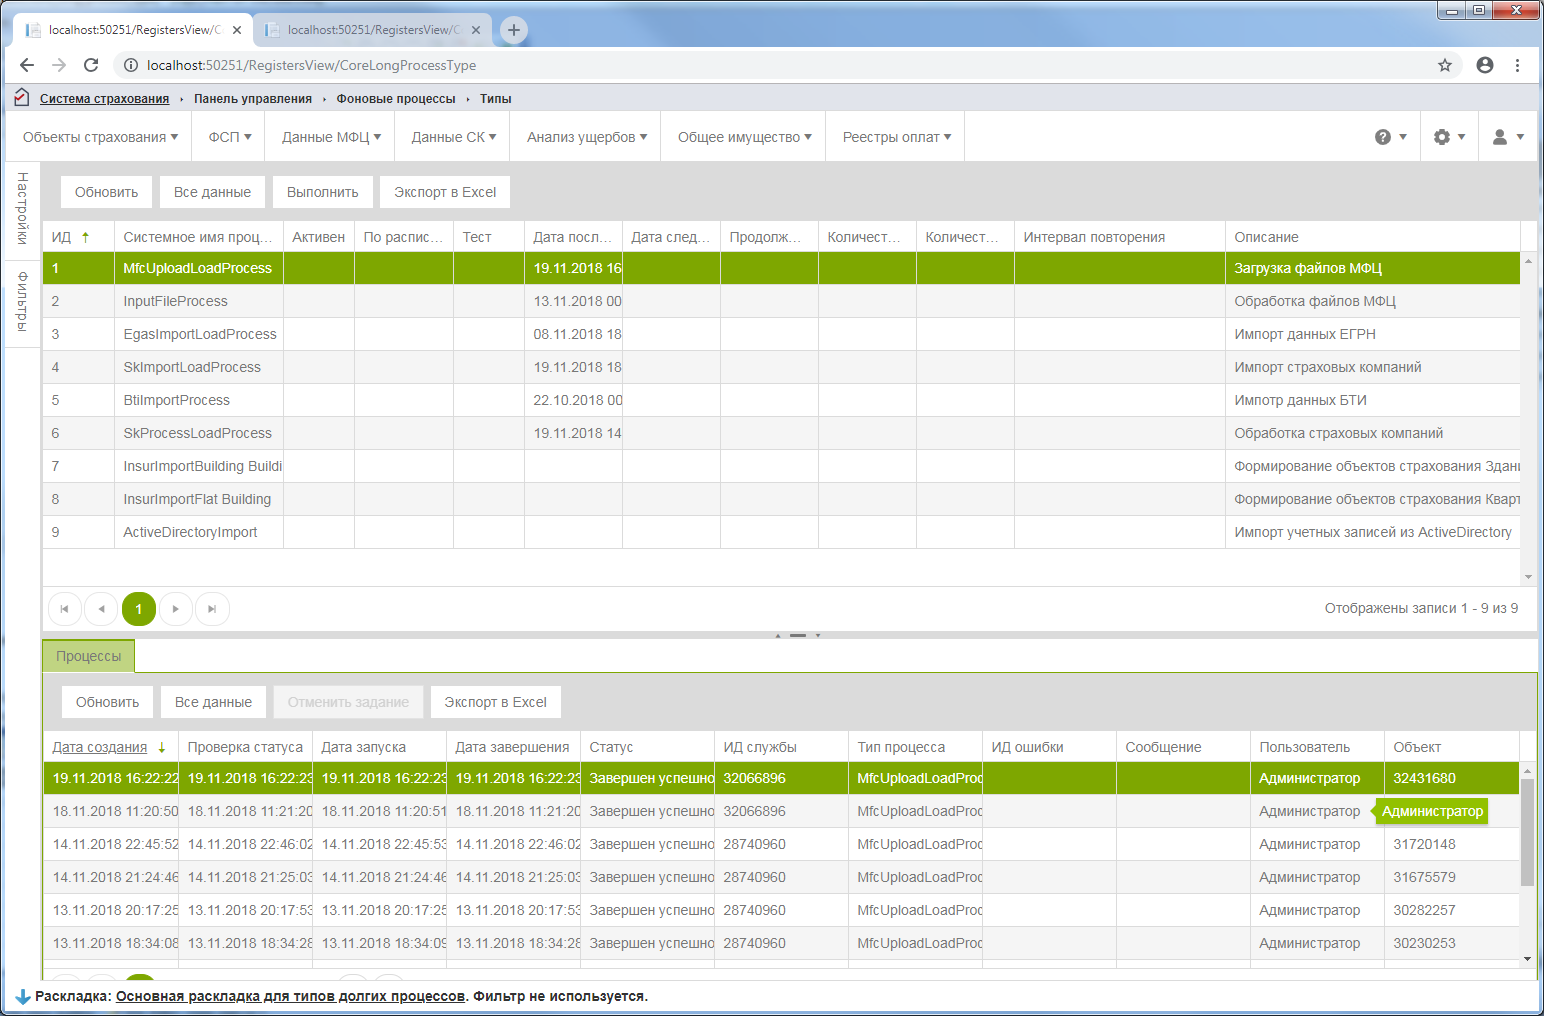 localhost:50251/RegistersView/C localhost:50251/RegistersView/C
localhost:50251/RegistersView/CoreLongProcessType
Система страхования › Панель управления › Фоновые процессы › Типы
Объекты страхования ФСП Данные МФЦ Данные СК Анализ ущербов Общее имущество Реестры оплат
Настройки
Фильтры
Обновить Все данные Выполнить Экспорт в Excel
ИД ↑ Системное имя проц... Активен По распис... Тест Дата посл... Дата след... Продолж... Количест... Количест... Интервал повторения Описание
1 MfcUploadLoadProcess 19.11.2018 16 Загрузка файлов МФЦ
2 InputFileProcess 13.11.2018 00 Обработка файлов МФЦ
3 EgasImportLoadProcess 08.11.2018 18 Импорт данных ЕГРН
4 SkImportLoadProcess 19.11.2018 18 Импорт страховых компаний
5 BtiImportProcess 22.10.2018 00 Импотр данных БТИ
6 SkProcessLoadProcess 19.11.2018 14 Обработка страховых компаний
7 InsurImportBuilding Buildi Формирование объектов страхования Здани
8 InsurImportFlat Building Формирование объектов страхования Кварт
9 ActiveDirectoryImport Импорт учетных записей из ActiveDirectory
1 Отображены записи 1 - 9 из 9
Процессы
Обновить Все данные Отменить задание Экспорт в Excel
Дата создания ↓ Проверка статуса Дата запуска Дата завершения Статус ИД службы Тип процесса ИД ошибки Сообщение Пользователь Объект
19.11.2018 16:22:22 19.11.2018 16:22:23 19.11.2018 16:22:23 19.11.2018 16:22:23 Завершен успешно 32066896 MfcUploadLoadProc Администратор 32431680
18.11.2018 11:20:50 18.11.2018 11:21:20 18.11.2018 11:20:51 18.11.2018 11:21:20 Завершен успешно 32066896 MfcUploadLoadProc Администратор Администратор
14.11.2018 22:45:52 14.11.2018 22:46:02 14.11.2018 22:45:53 14.11.2018 22:46:02 Завершен успешно 28740960 MfcUploadLoadProc Администратор 31720148
14.11.2018 21:24:46 14.11.2018 21:25:03 14.11.2018 21:24:46 14.11.2018 21:25:03 Завершен успешно 28740960 MfcUploadLoadProc Администратор 31675579
13.11.2018 20:17:25 13.11.2018 20:17:53 13.11.2018 20:17:25 13.11.2018 20:17:53 Завершен успешно 28740960 MfcUploadLoadProc Администратор 30282257
13.11.2018 18:34:08 13.11.2018 18:34:28 13.11.2018 18:34:09 13.11.2018 18:34:28 Завершен успешно 28740960 MfcUploadLoadProc Администратор 30230253
Раскладка: Основная раскладка для типов долгих процессов. Фильтр не используется.